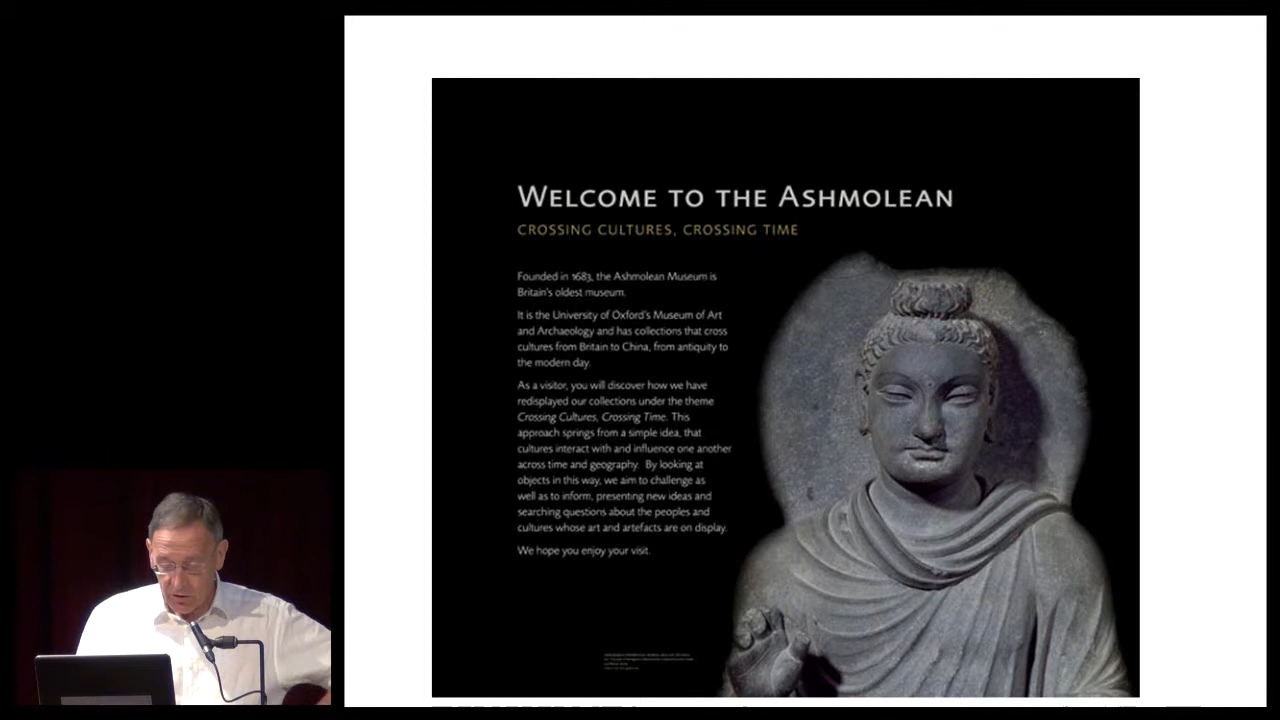 WELCOME TO THE ASHMOLEAN
CROSSING CULTURES, CROSSING TIME
Founded in 1683, the Ashmolean Museum is
Britain's oldest museum.
It is the University of Oxford's Museum of Art
and Archaeology and has collections that cross
cultures from Britain to China, from antiquity to
the modern day.
As a visitor, you will discover how we have
redisplayed our collections under the theme
Crossing Cultures, Crossing Time. This
approach springs from a simple idea, that
cultures interact with and influence one another
across time and geography. By looking at
objects in this way, we aim to challenge as
well as to inform, presenting new ideas and
searching questions about the peoples and
cultures whose art and artefacts are on display.
We hope you enjoy your visit.